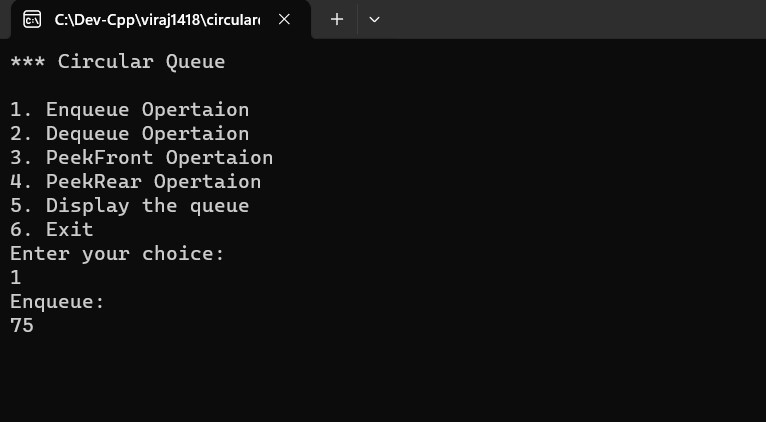 C:\Dev-Cpp\viraj1418\circular
*** Circular Queue
1. Enqueue Opertaion
2. Dequeue Opertaion
3. PeekFront Opertaion
4. PeekRear Opertaion
5. Display the queue
6. Exit
Enter your choice:
1
Enqueue:
75